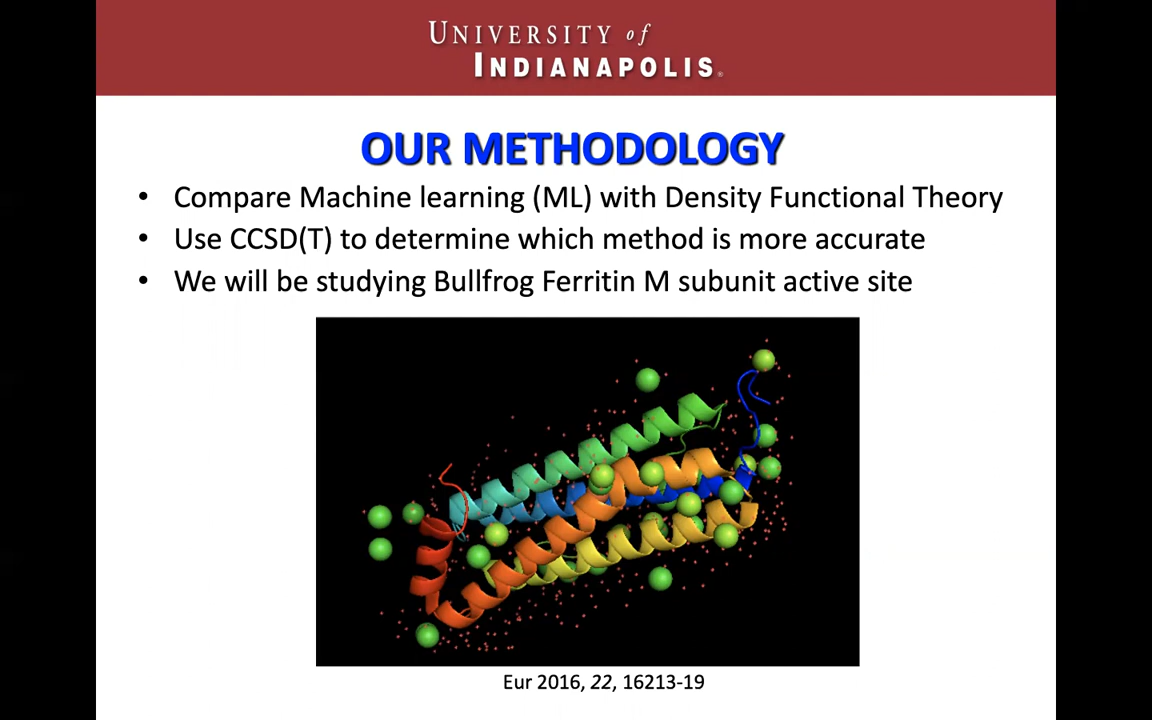 UNIVERSITY of
INDIANAPOLIS®
OUR METHODOLOGY
• Compare Machine learning (ML) with Density Functional Theory
• Use CCSD(T) to determine which method is more accurate
• We will be studying Bullfrog Ferritin M subunit active site
Eur 2016, 22, 16213-19